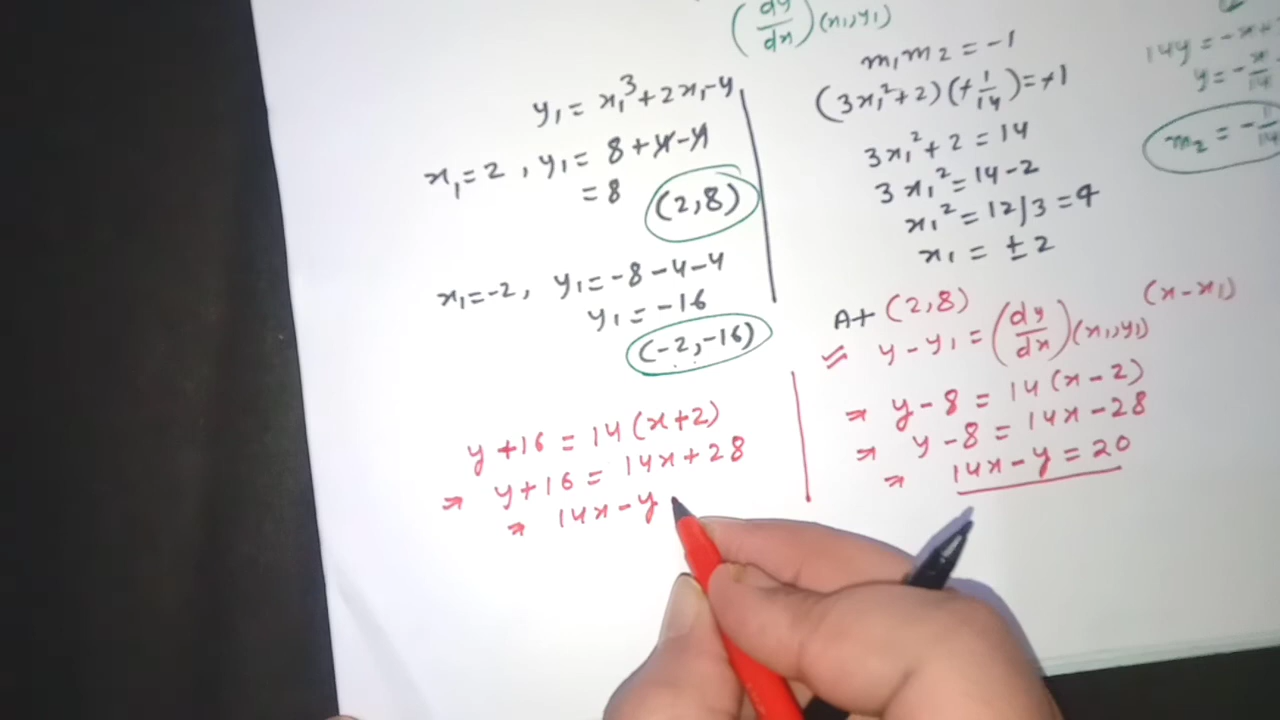 (dy/dx)(x₁,y₁)
y₁ = x₁³+2x₁-4
x₁=2, y₁ = 8+4-4
= 8 (2,8)
x₁=-2, y₁=-8-4-4
y₁ = -16
(-2,-16)
y+16 = 14(x+2)
⇒ y+16 = 14x+28
⇒ 14x-y
m₁m₂ = -1
(3x₁²+2)(+1/14)=+1
3x₁²+2 = 14
3x₁² = 14-2
x₁² = 12/3 = 4
x₁ = ±2
At (2,8)
⇒ y-y₁ = (dy/dx)(x₁,y₁) (x-x₁)
⇒ y-8 = 14(x-2)
⇒ y-8 = 14x-28
⇒ 14x-y = 20
14y = -x+
y = -x/14
m₂ = -1/14